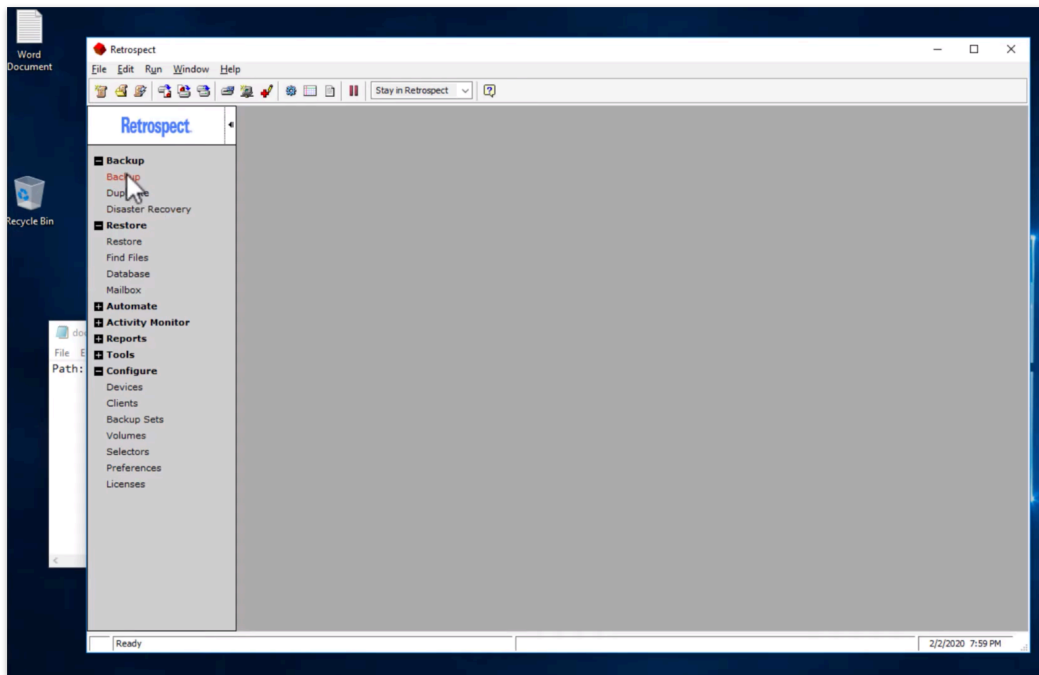 Word
Document
Recycle Bin
Retrospect
File Edit Run Window Help
Stay in Retrospect
Retrospect
Backup
Backup
Disaster Recovery
Restore
Restore
Find Files
Database
Mailbox
Automate
Activity Monitor
Reports
Tools
Configure
Devices
Clients
Backup Sets
Volumes
Selectors
Preferences
Licenses
File
Path:
Ready
2/2/2020 7:59 PM